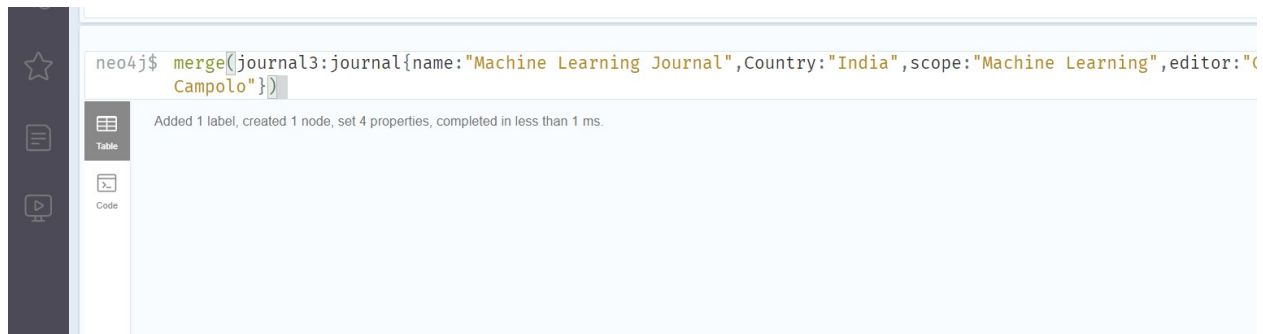 neo4j$ merge(journal3:journal{name:"Machine Learning Journal",Country:"India",scope:"Machine Learning",editor:"
Campolo"})
Added 1 label, created 1 node, set 4 properties, completed in less than 1 ms.
Table
Code